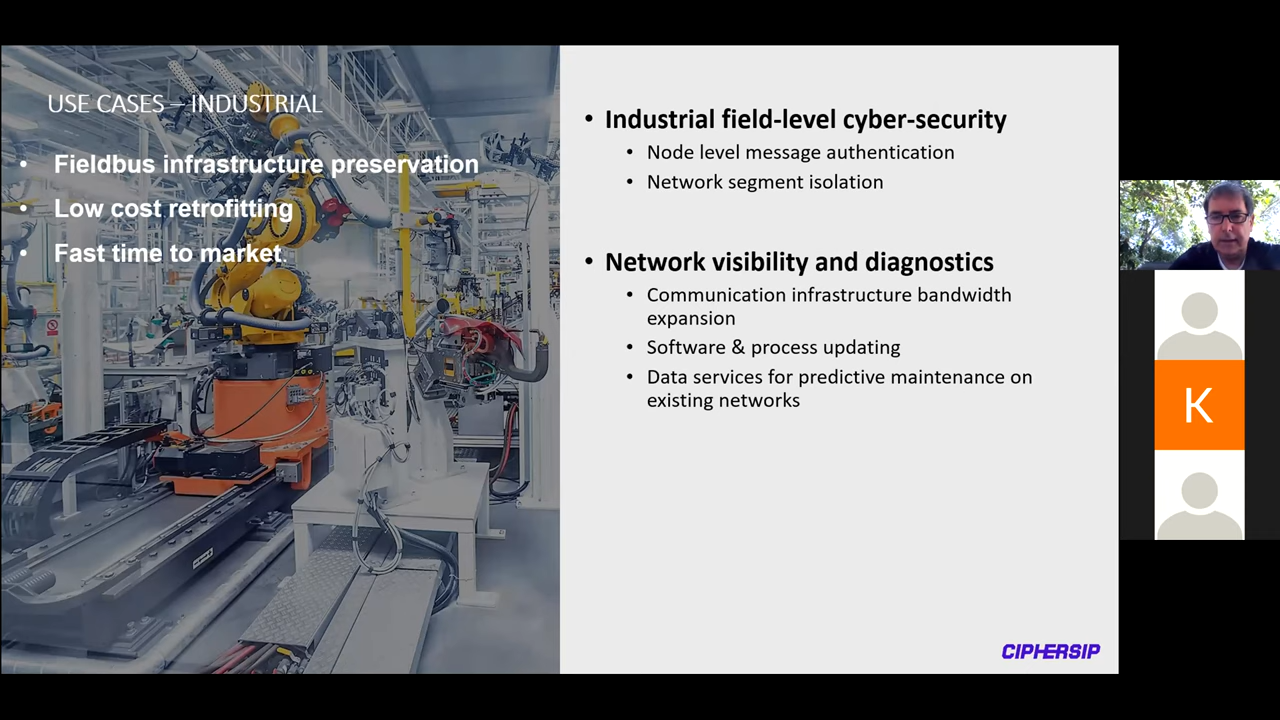 USE CASES – INDUSTRIAL
• Fieldbus infrastructure preservation
• Low cost retrofitting
• Fast time to market.
• Industrial field-level cyber-security
• Node level message authentication
• Network segment isolation
• Network visibility and diagnostics
• Communication infrastructure bandwidth
expansion
• Software & process updating
• Data services for predictive maintenance on
existing networks
CIPHERSIP
K